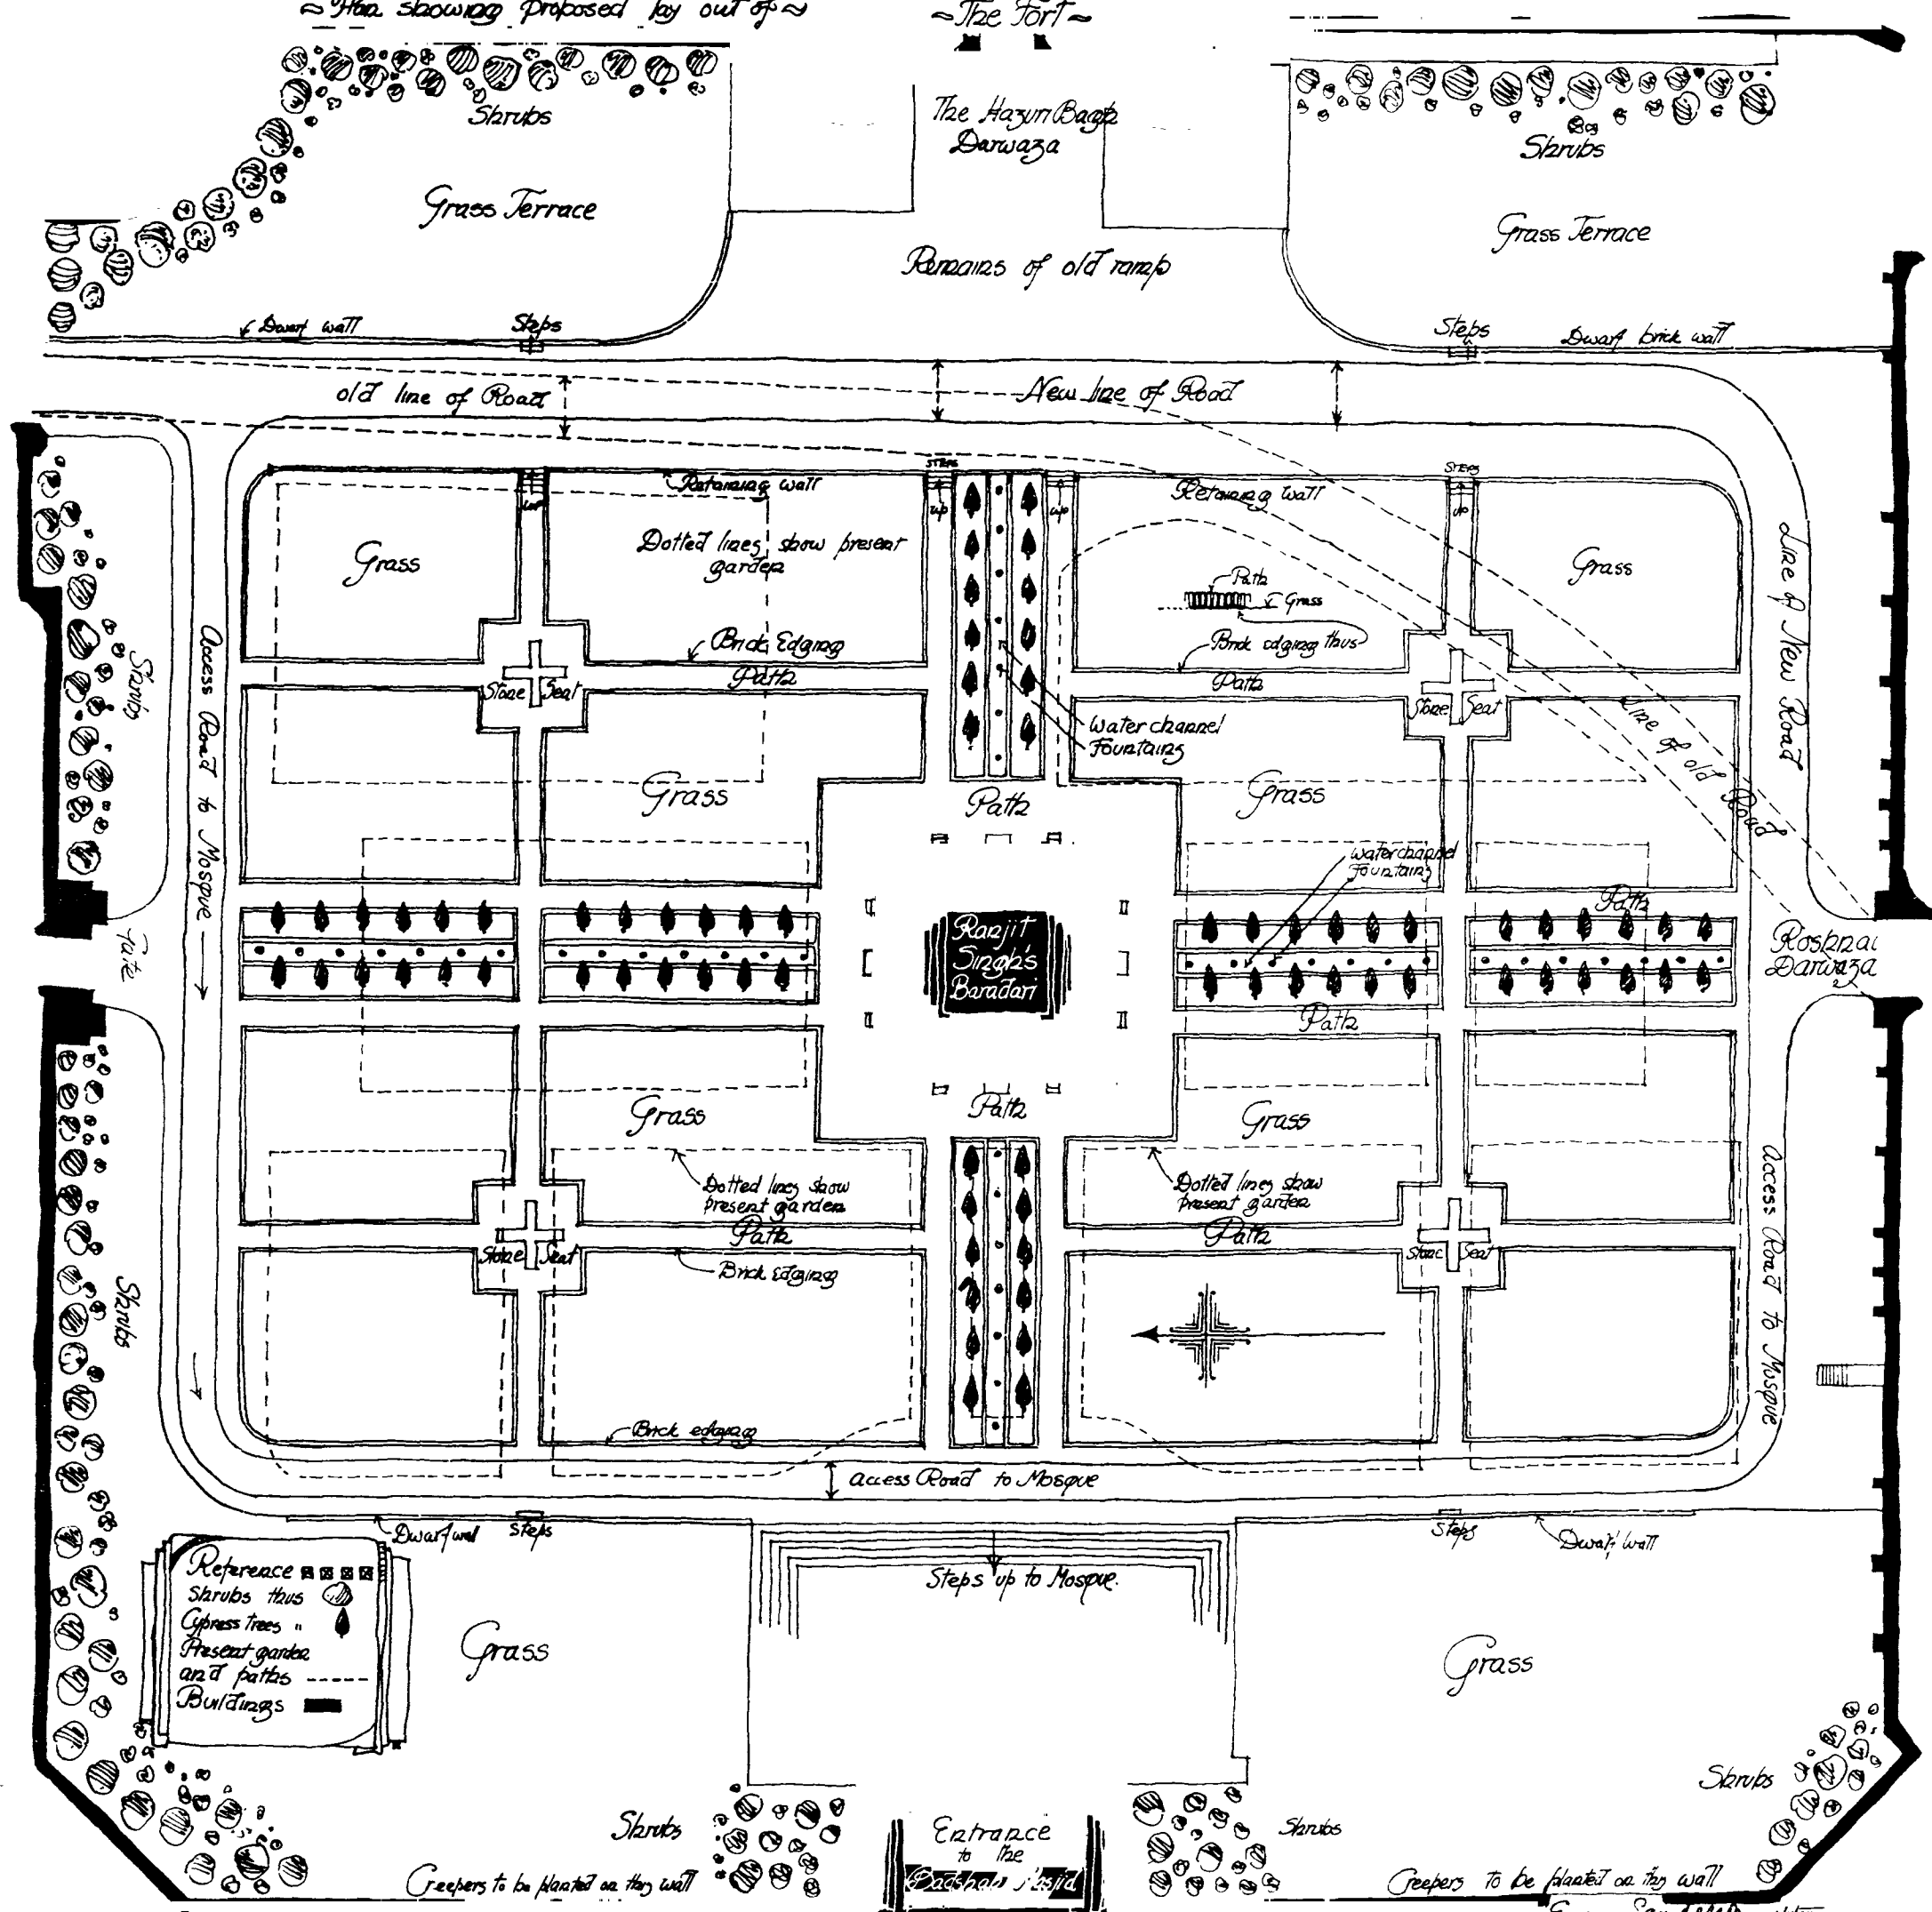 ~ Plan showing proposed lay out of ~
~ The Fort ~
Shrubs
The Hazuri Bagh
Darwaza
Shrubs
Grass Terrace
Grass Terrace
Remains of old ramp
Dwarf wall
Steps
Steps
Dwarf brick wall
old line of Road
New line of Road
Steps
Steps
Retaining wall
Retaining wall
up
up
up
up
Grass
Dotted lines show present
garden
Grass
Line of New Road
Path
Grass
Brick Edging
Brick edging thus
Path
Path
Shrubs
Access Road to Mosque
Stone Seat
Stone Seat
Water channel
Fountains
Line of old Road
Grass
Path
Grass
water channel
Fountains
Path
Gate
Ranjit
Singh's
Baradari
Roshnai
Darwaza
Path
Grass
Path
Grass
Dotted lines show
present garden
Dotted lines show
present garden
Access Road to Mosque
Path
Path
Stone Seat
Stone Seat
Brick Edging
Shrubs
Brick edging
access Road to Mosque
Dwarf wall
Steps
Steps
Dwarf wall
Steps up to Mosque.
Reference
Shrubs thus
Cypress trees "
Present garden
and paths
Buildings
Grass
Grass
Shrubs
Shrubs
Shrubs
Entrance
to the
Badshahi Masjid
Creepers to be planted on this wall
Creepers to be planted on this wall